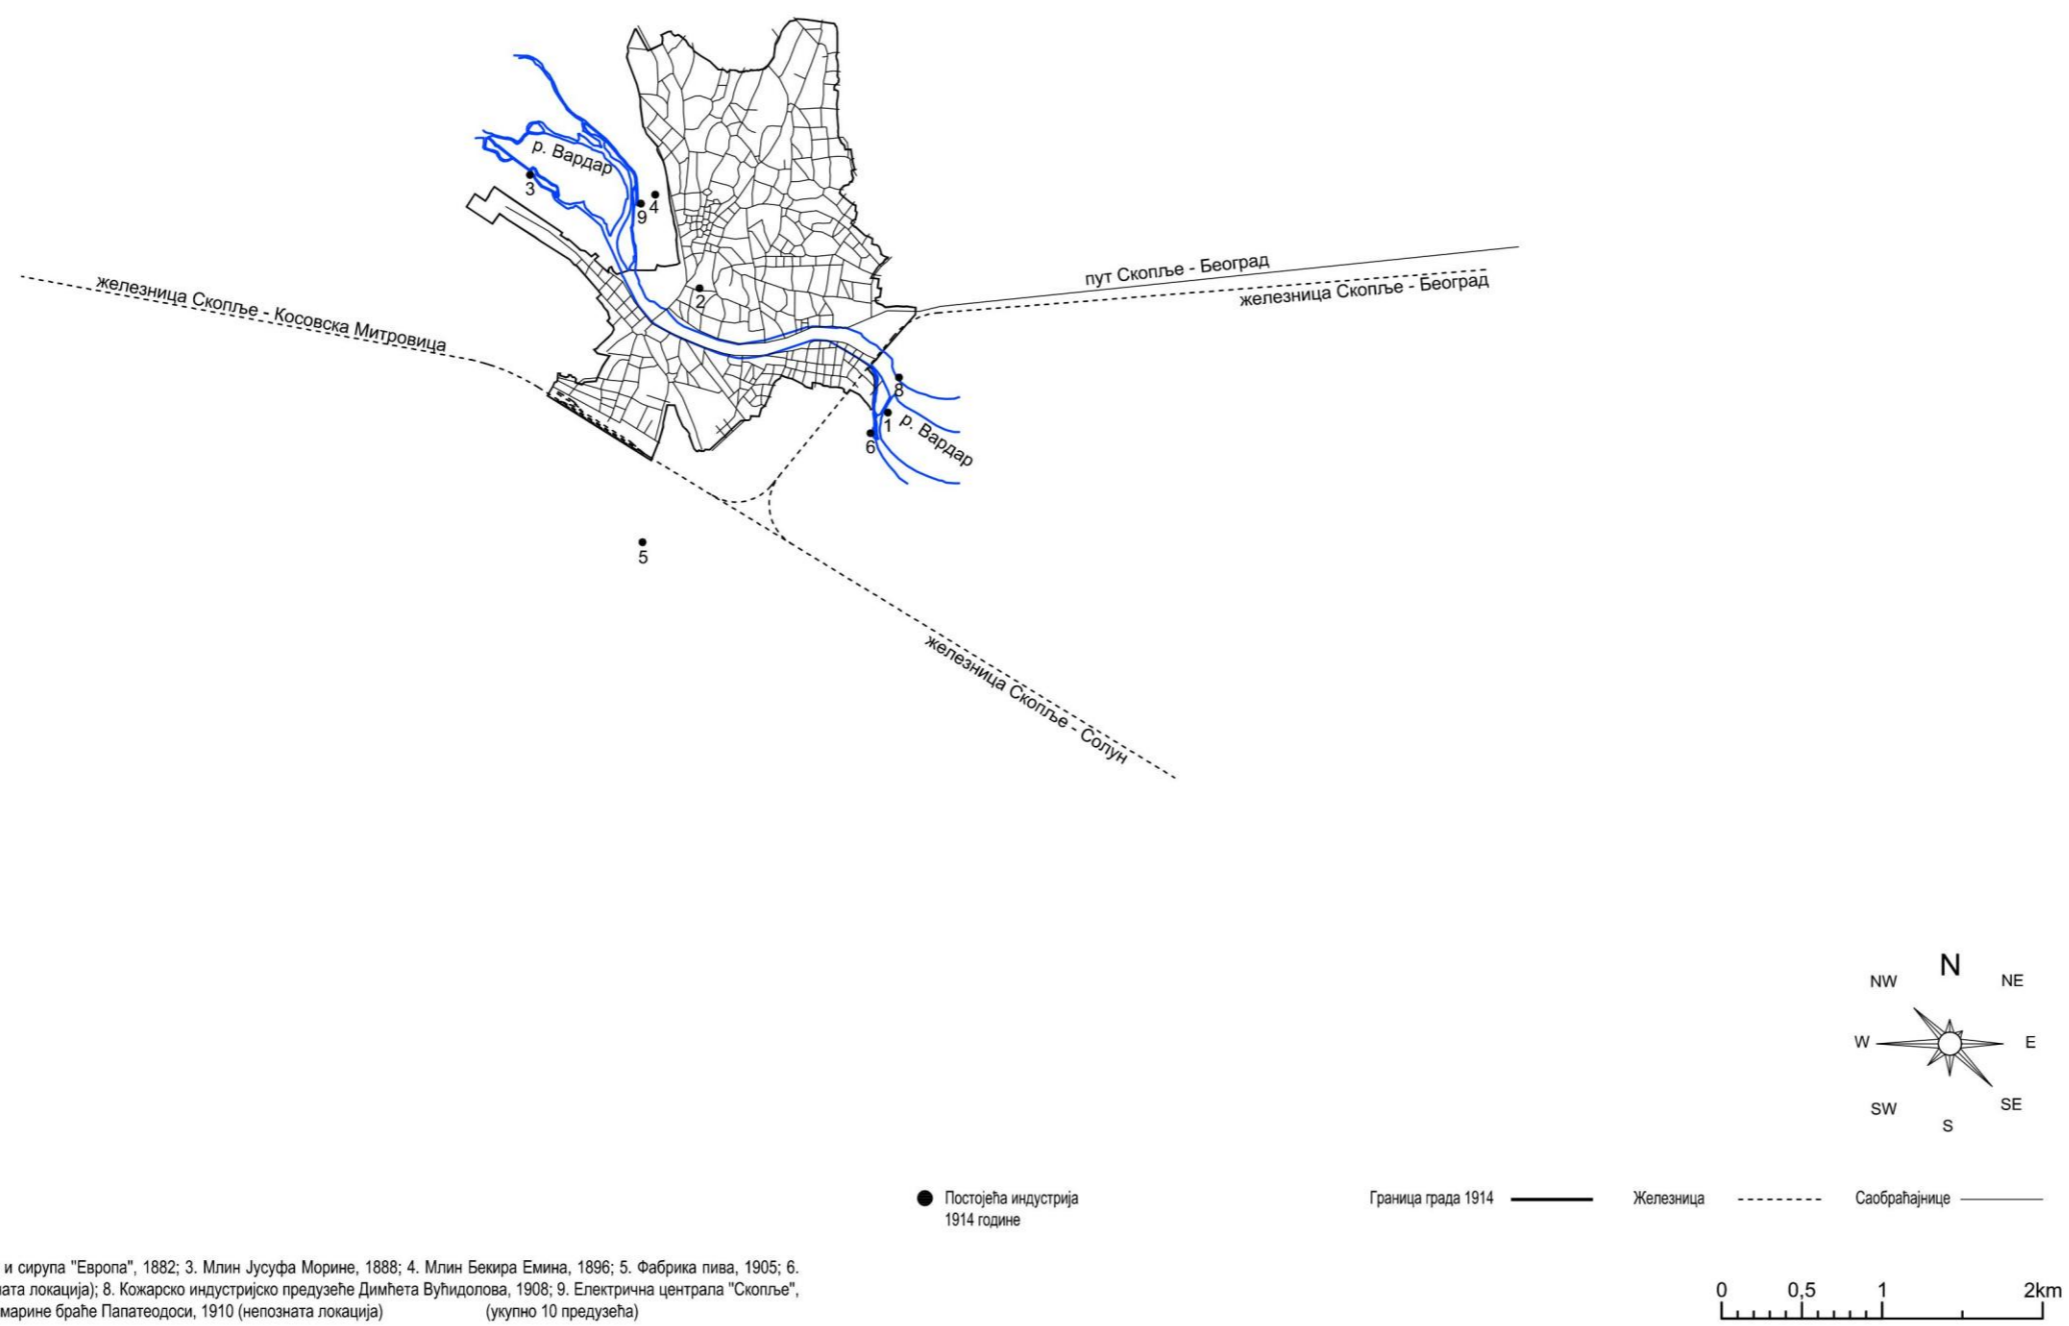 р. Вардар
3
4
9
пут Скопље - Београд
железница Скопље - Београд
железница Скопље - Косовска Митровица
2
8
1
р. Вардар
6
5
железница Скопље - Солун
N
NW
NE
W
E
SW
SE
S
Постојећа индустрија
1914 године
Граница града 1914
Железница
Саобраћајнице
и сирупа "Европа", 1882; 3. Млин Јусуфа Морине, 1888; 4. Млин Бекира Емина, 1896; 5. Фабрика пива, 1905; 6.
ата локација); 8. Кожарско индустријско предузеће Димћета Вућидолова, 1908; 9. Електрична централа "Скопље",
марине браће Папатеодоси, 1910 (непозната локација) (укупно 10 предузећа)
0 0,5 1 2km